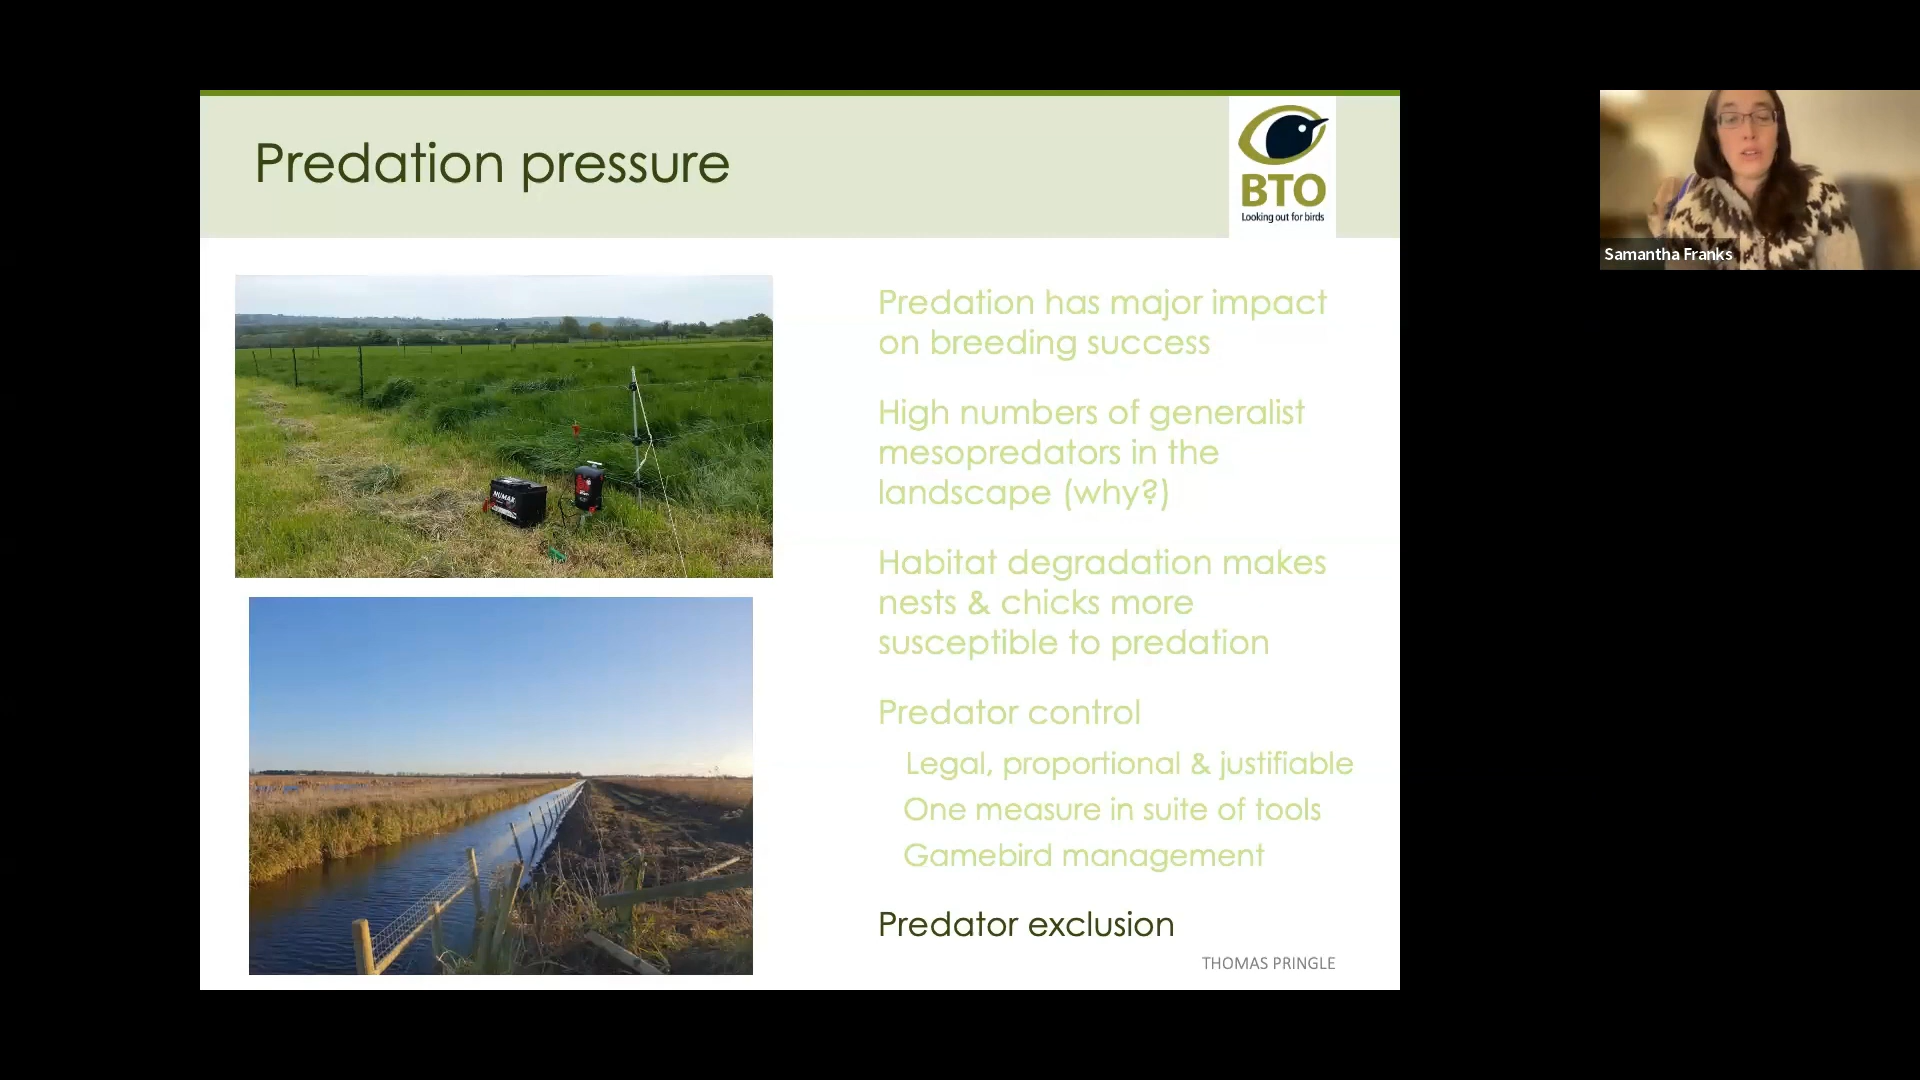 Predation pressure
BTO
Looking out for birds
Samantha Franks
Predation has major impact
on breeding success
High numbers of generalist
mesopredators in the
landscape (why?)
Habitat degradation makes
nests & chicks more
susceptible to predation
Predator control
Legal, proportional & justifiable
One measure in suite of tools
Gamebird management
Predator exclusion
THOMAS PRINGLE
NUMAX